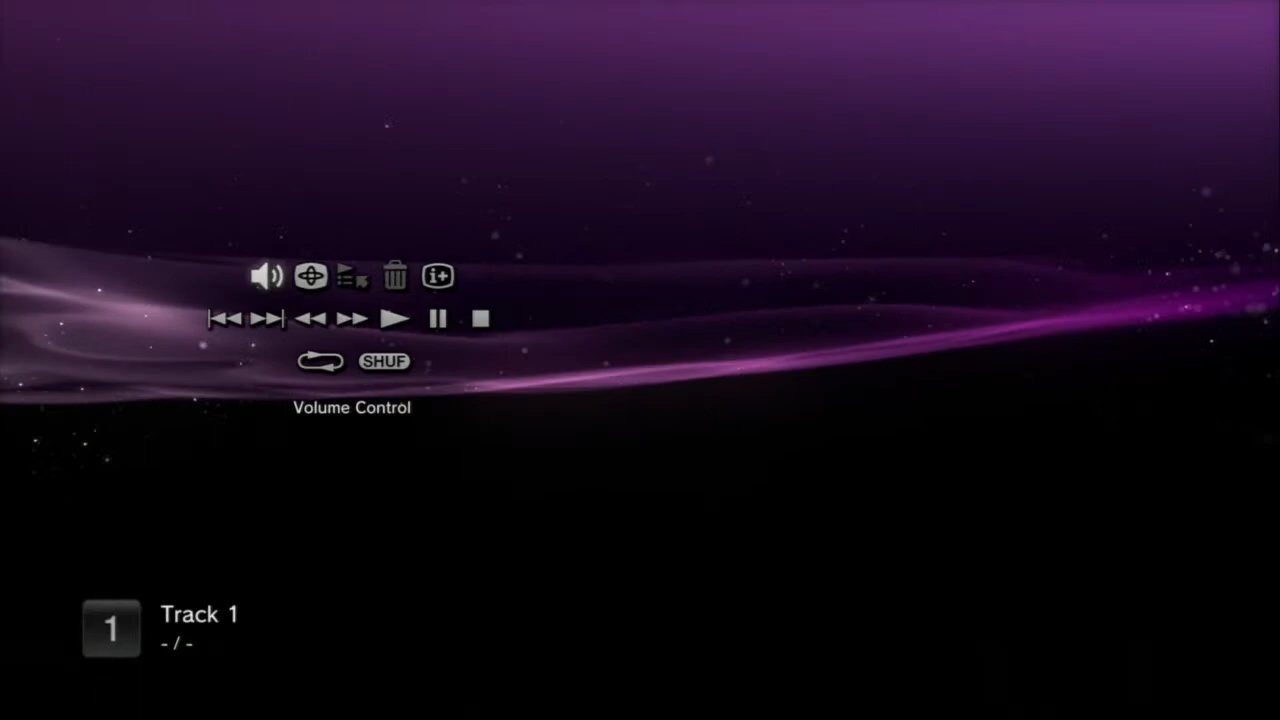 i+
SHUF
Volume Control
1
Track 1
- / -